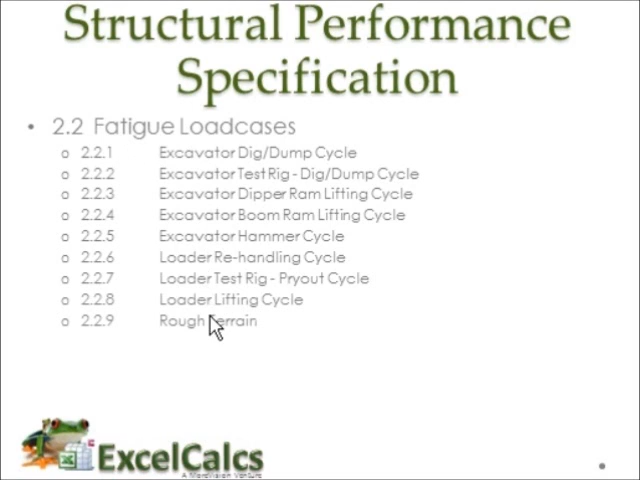 Structural Performance
Specification
• 2.2 Fatigue Loadcases
o 2.2.1 Excavator Dig/Dump Cycle
o 2.2.2 Excavator Test Rig - Dig/Dump Cycle
o 2.2.3 Excavator Dipper Ram Lifting Cycle
o 2.2.4 Excavator Boom Ram Lifting Cycle
o 2.2.5 Excavator Hammer Cycle
o 2.2.6 Loader Re-handling Cycle
o 2.2.7 Loader Test Rig - Pryout Cycle
o 2.2.8 Loader Lifting Cycle
o 2.2.9 Rough Terrain
ExcelCalcs
A MoreVision Venture